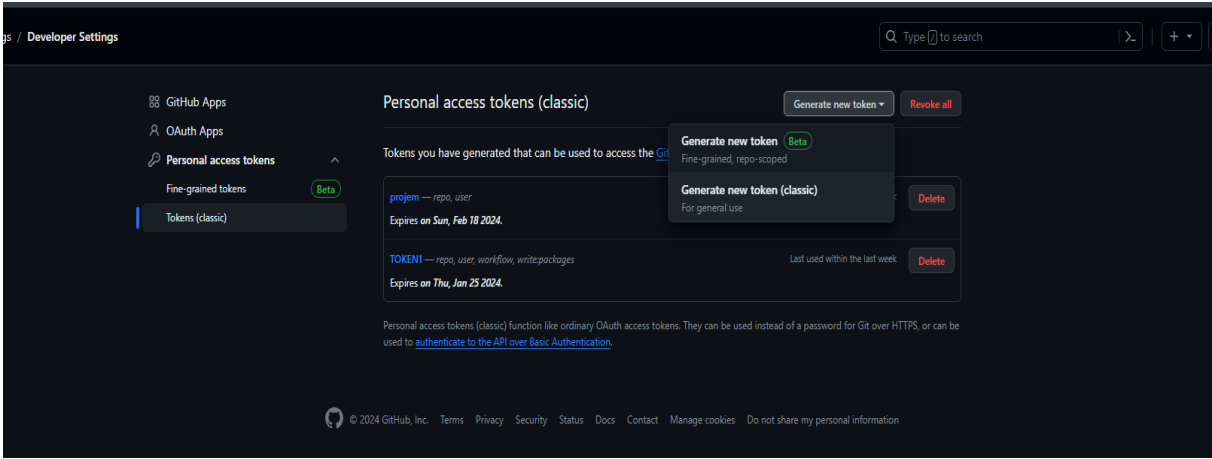 gs / Developer Settings
Type / to search
GitHub Apps
OAuth Apps
Personal access tokens
Fine-grained tokens Beta
Tokens (classic)
Personal access tokens (classic)
Generate new token
Revoke all
Generate new token Beta
Fine-grained, repo-scoped
Generate new token (classic)
For general use
Tokens you have generated that can be used to access the Git
projem — repo, user
Delete
Expires on Sun, Feb 18 2024.
TOKEN1 — repo, user, workflow, write:packages
Last used within the last week
Delete
Expires on Thu, Jan 25 2024.
Personal access tokens (classic) function like ordinary OAuth access tokens. They can be used instead of a password for Git over HTTPS, or can be
used to authenticate to the API over Basic Authentication.
© 2024 GitHub, Inc. Terms Privacy Security Status Docs Contact Manage cookies Do not share my personal information